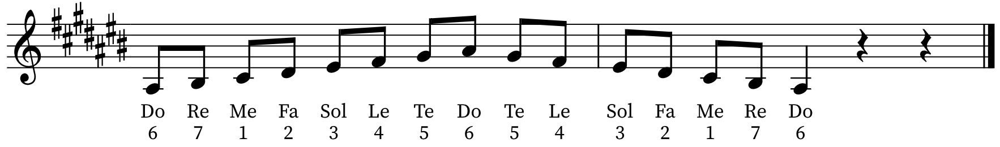 Do Re Me Fa Sol Le Te Do Te Le Sol Fa Me Re Do
6 7 1 2 3 4 5 6 5 4 3 2 1 7 6